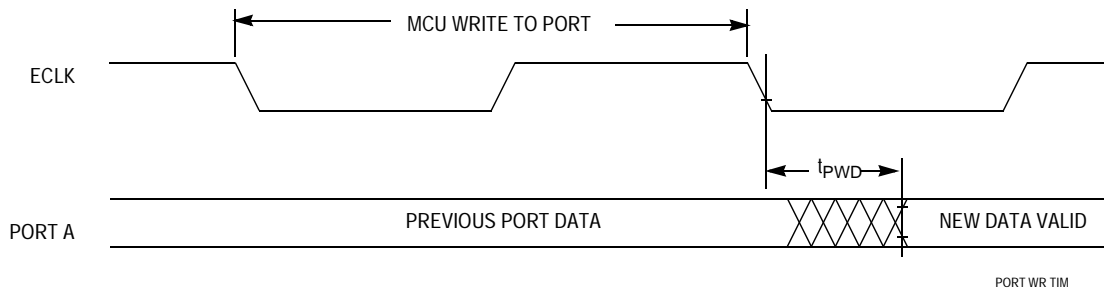 MCU WRITE TO PORT
ECLK
tPWD
PORT A
PREVIOUS PORT DATA
NEW DATA VALID
PORT WR TIM